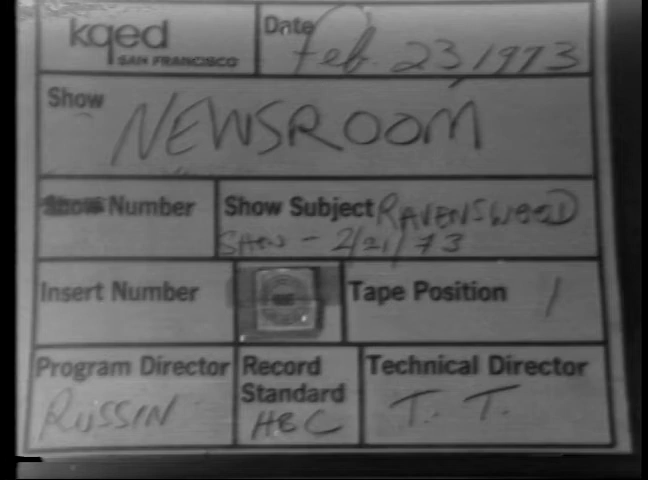 kqed
SAN FRANCISCO
Date
Feb. 23, 1973
Show
NEWSROOM
Number
Show Subject RAVENSWOOD
SHOW - 2/21/73
Insert Number
Tape Position 1
Program Director
RUSSIN
Record
Standard
HBC
Technical Director
T. T.